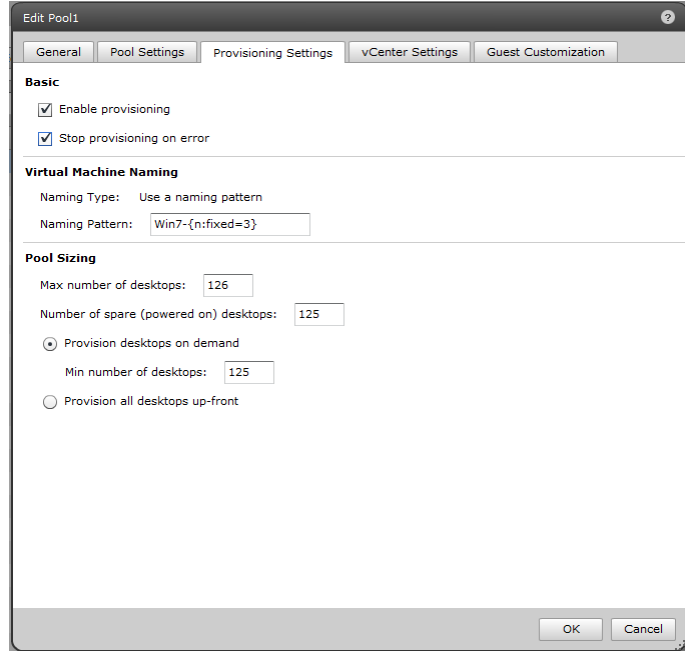 Edit Pool1 ?
General Pool Settings Provisioning Settings vCenter Settings Guest Customization
Basic
Enable provisioning
Stop provisioning on error
Virtual Machine Naming
Naming Type: Use a naming pattern
Naming Pattern: Win7-{n:fixed=3}
Pool Sizing
Max number of desktops: 126
Number of spare (powered on) desktops: 125
Provision desktops on demand
Min number of desktops: 125
Provision all desktops up-front
OK Cancel